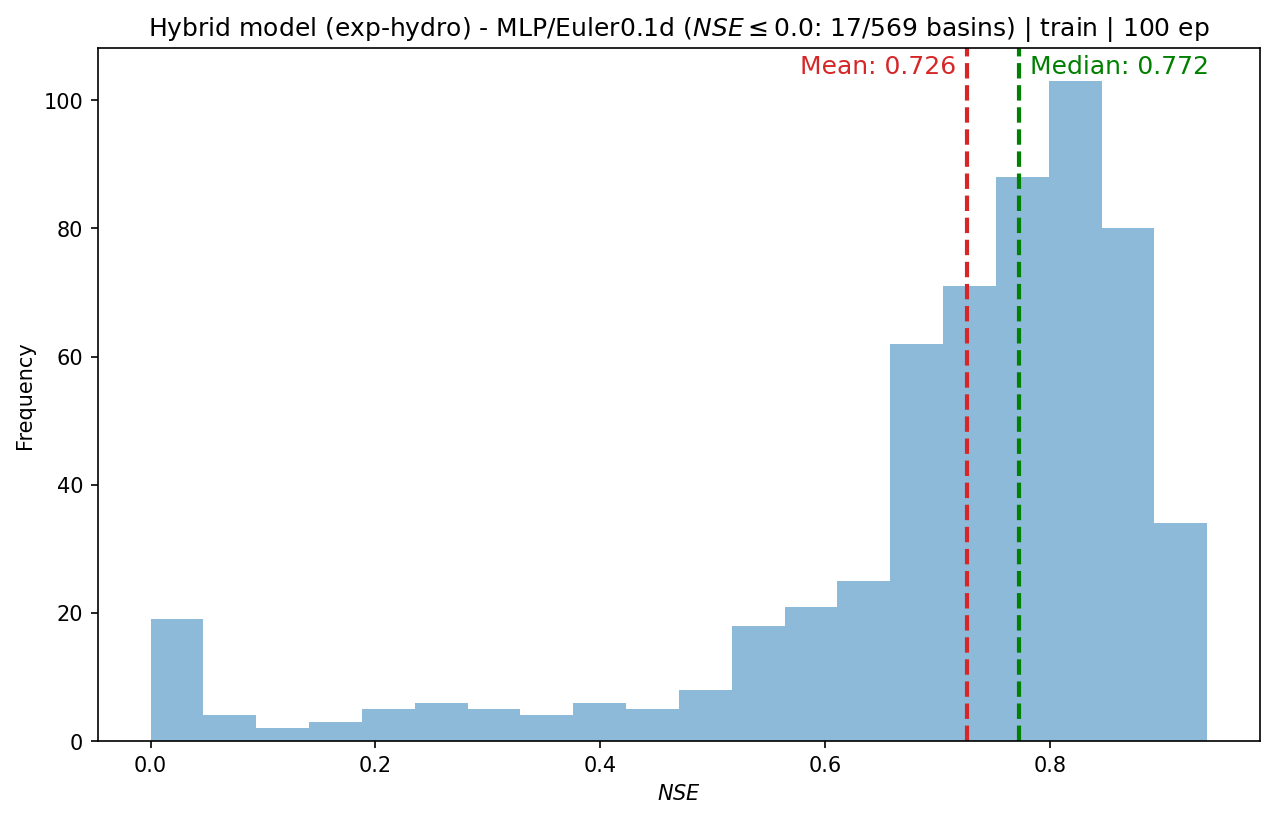 Hybrid model (exp-hydro) - MLP/Euler0.1d (NSE ≤ 0.0: 17/569 basins) | train | 100 ep
Mean: 0.726
Median: 0.772
100
80
60
40
20
0
Frequency
0.0
0.2
0.4
0.6
0.8
NSE